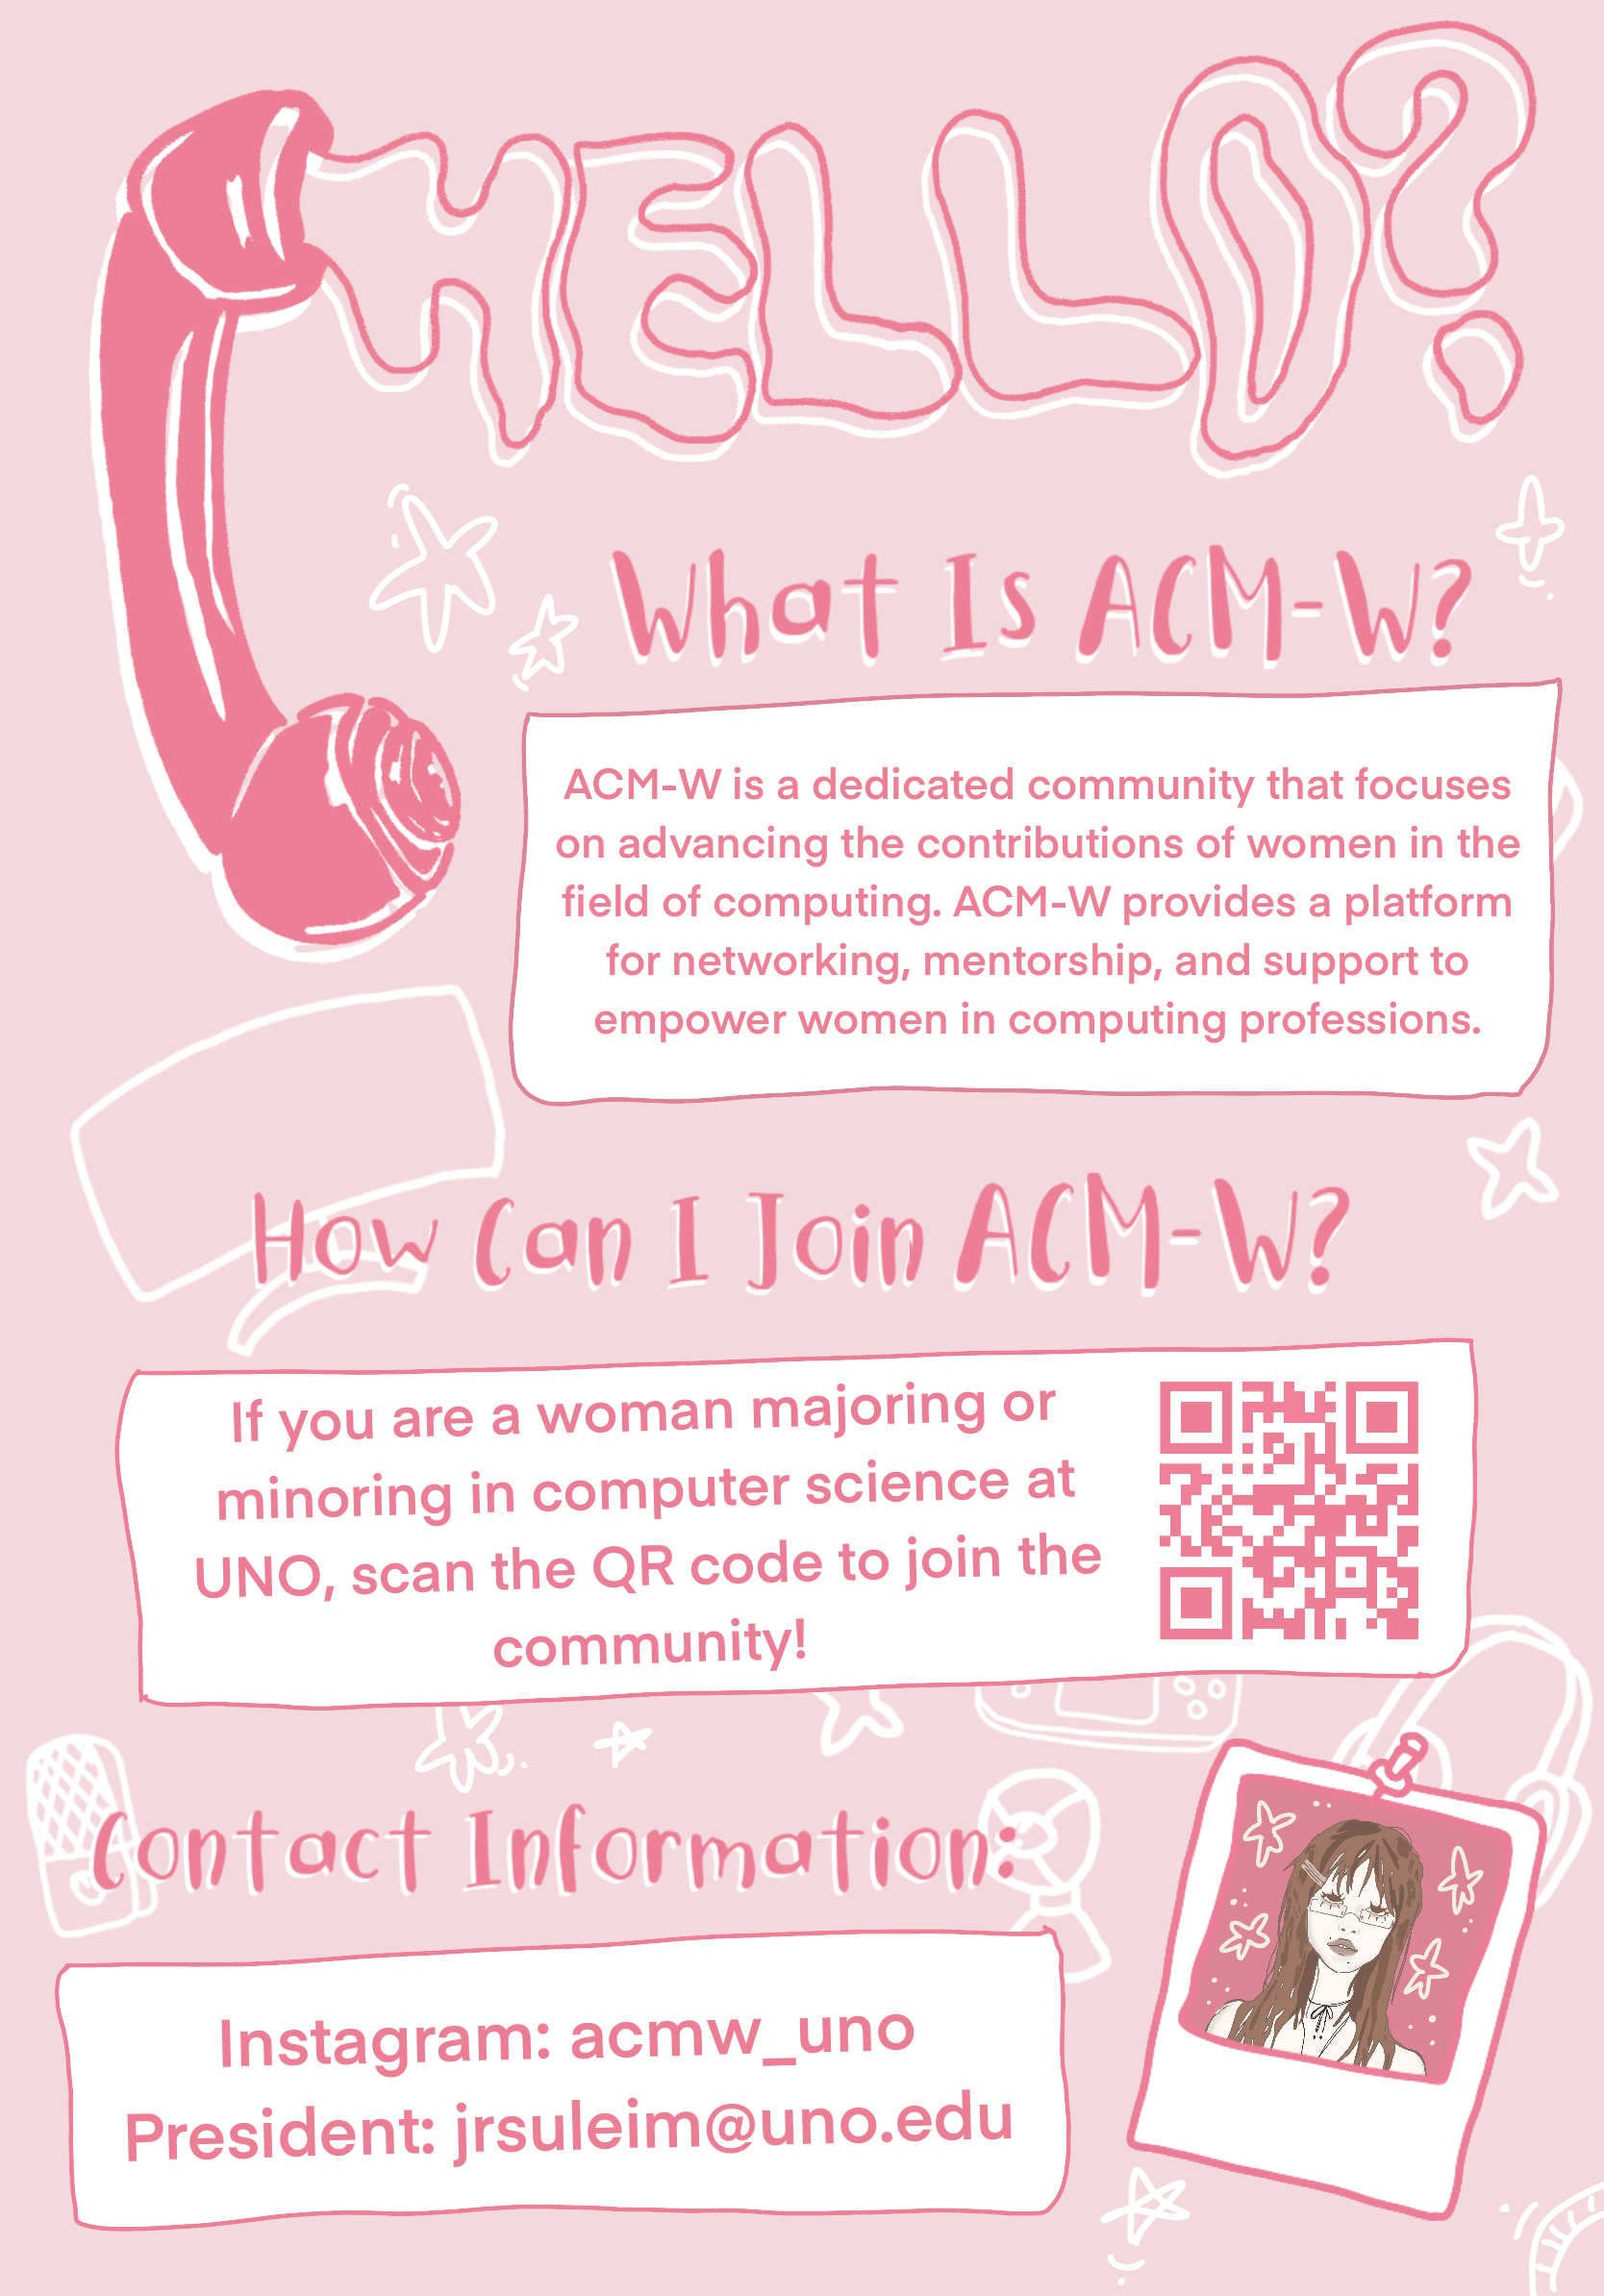 HELLO?
What Is ACM-W?
ACM-W is a dedicated community that focuses
on advancing the contributions of women in the
field of computing. ACM-W provides a platform
for networking, mentorship, and support to
empower women in computing professions.
How Can I Join ACM-W?
If you are a woman majoring or
minoring in computer science at
UNO, scan the QR code to join the
community!
Contact Information:
Instagram: acmw_uno
President: jrsuleim@uno.edu